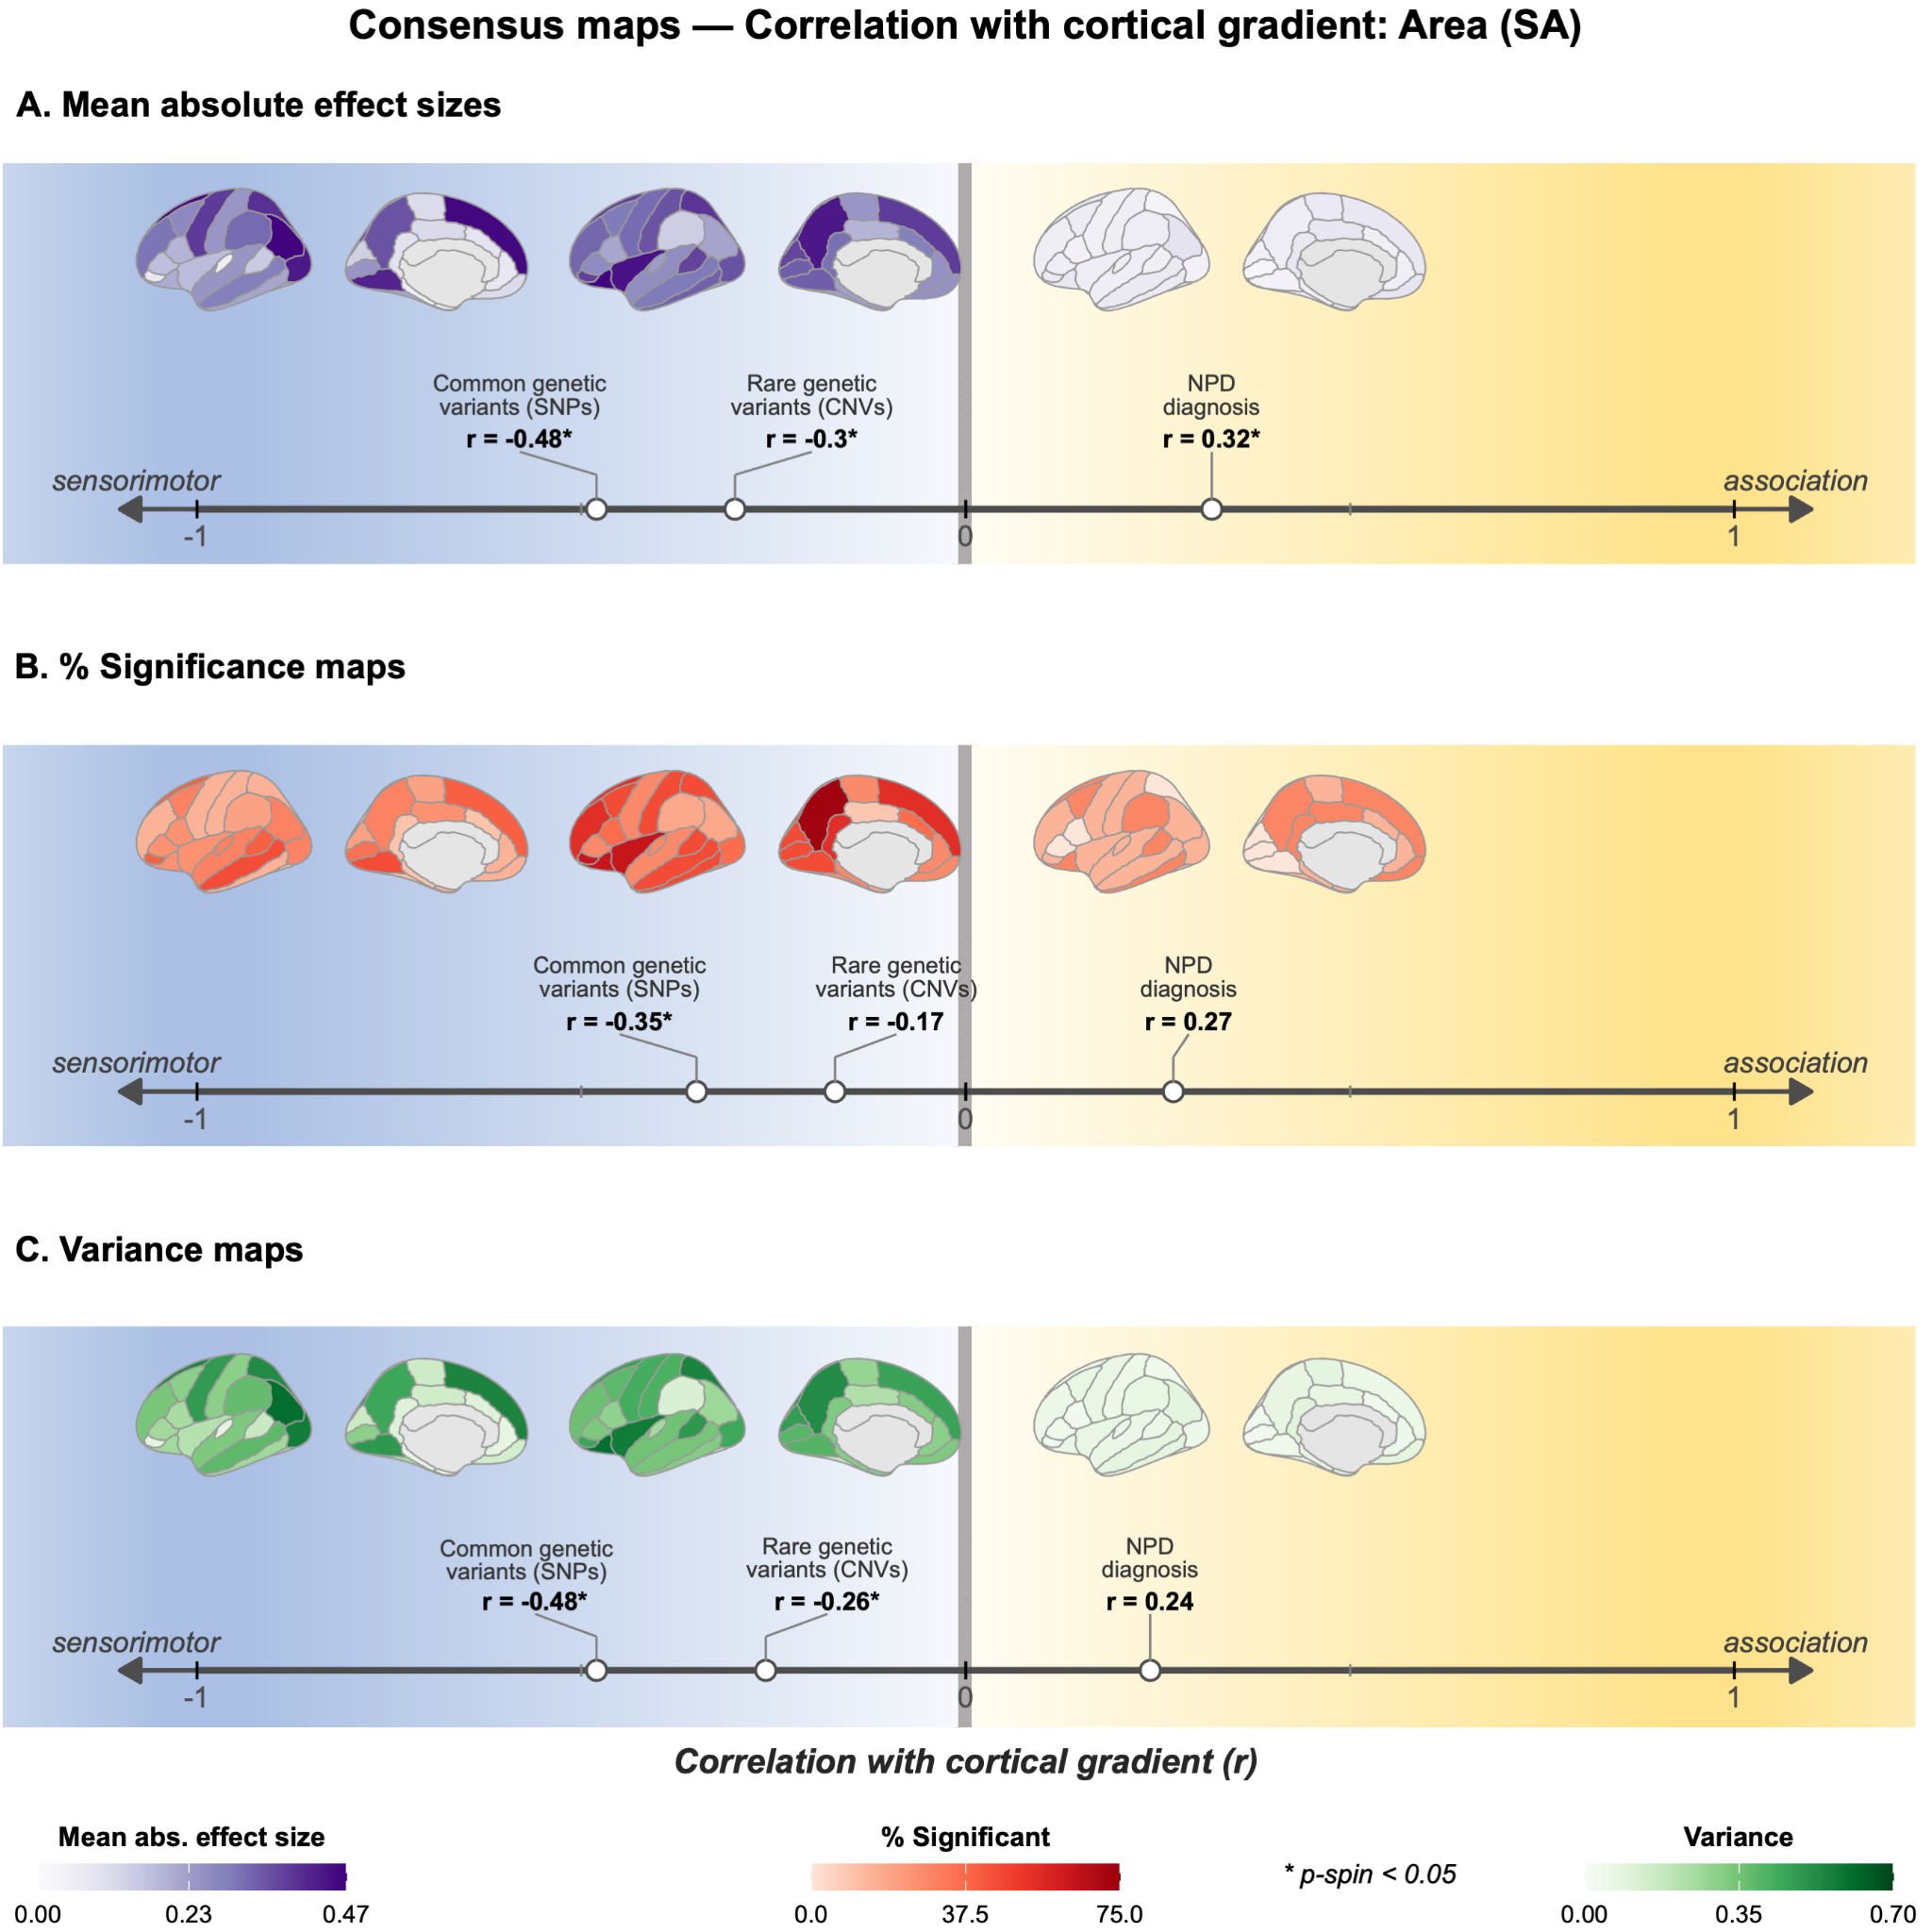 Consensus maps — Correlation with cortical gradient: Area (SA)
A. Mean absolute effect sizes
Common genetic
variants (SNPs)
r = -0.48*
Rare genetic
variants (CNVs)
r = -0.3*
NPD
diagnosis
r = 0.32*
sensorimotor
association
-1
0
1
B. % Significance maps
Common genetic
variants (SNPs)
r = -0.35*
Rare genetic
variants (CNVs)
r = -0.17
NPD
diagnosis
r = 0.27
sensorimotor
association
-1
0
1
C. Variance maps
Common genetic
variants (SNPs)
r = -0.48*
Rare genetic
variants (CNVs)
r = -0.26*
NPD
diagnosis
r = 0.24
sensorimotor
association
-1
0
1
Correlation with cortical gradient (r)
Mean abs. effect size
0.00 0.23 0.47
% Significant
0.0 37.5 75.0
* p-spin < 0.05
Variance
0.00 0.35 0.70